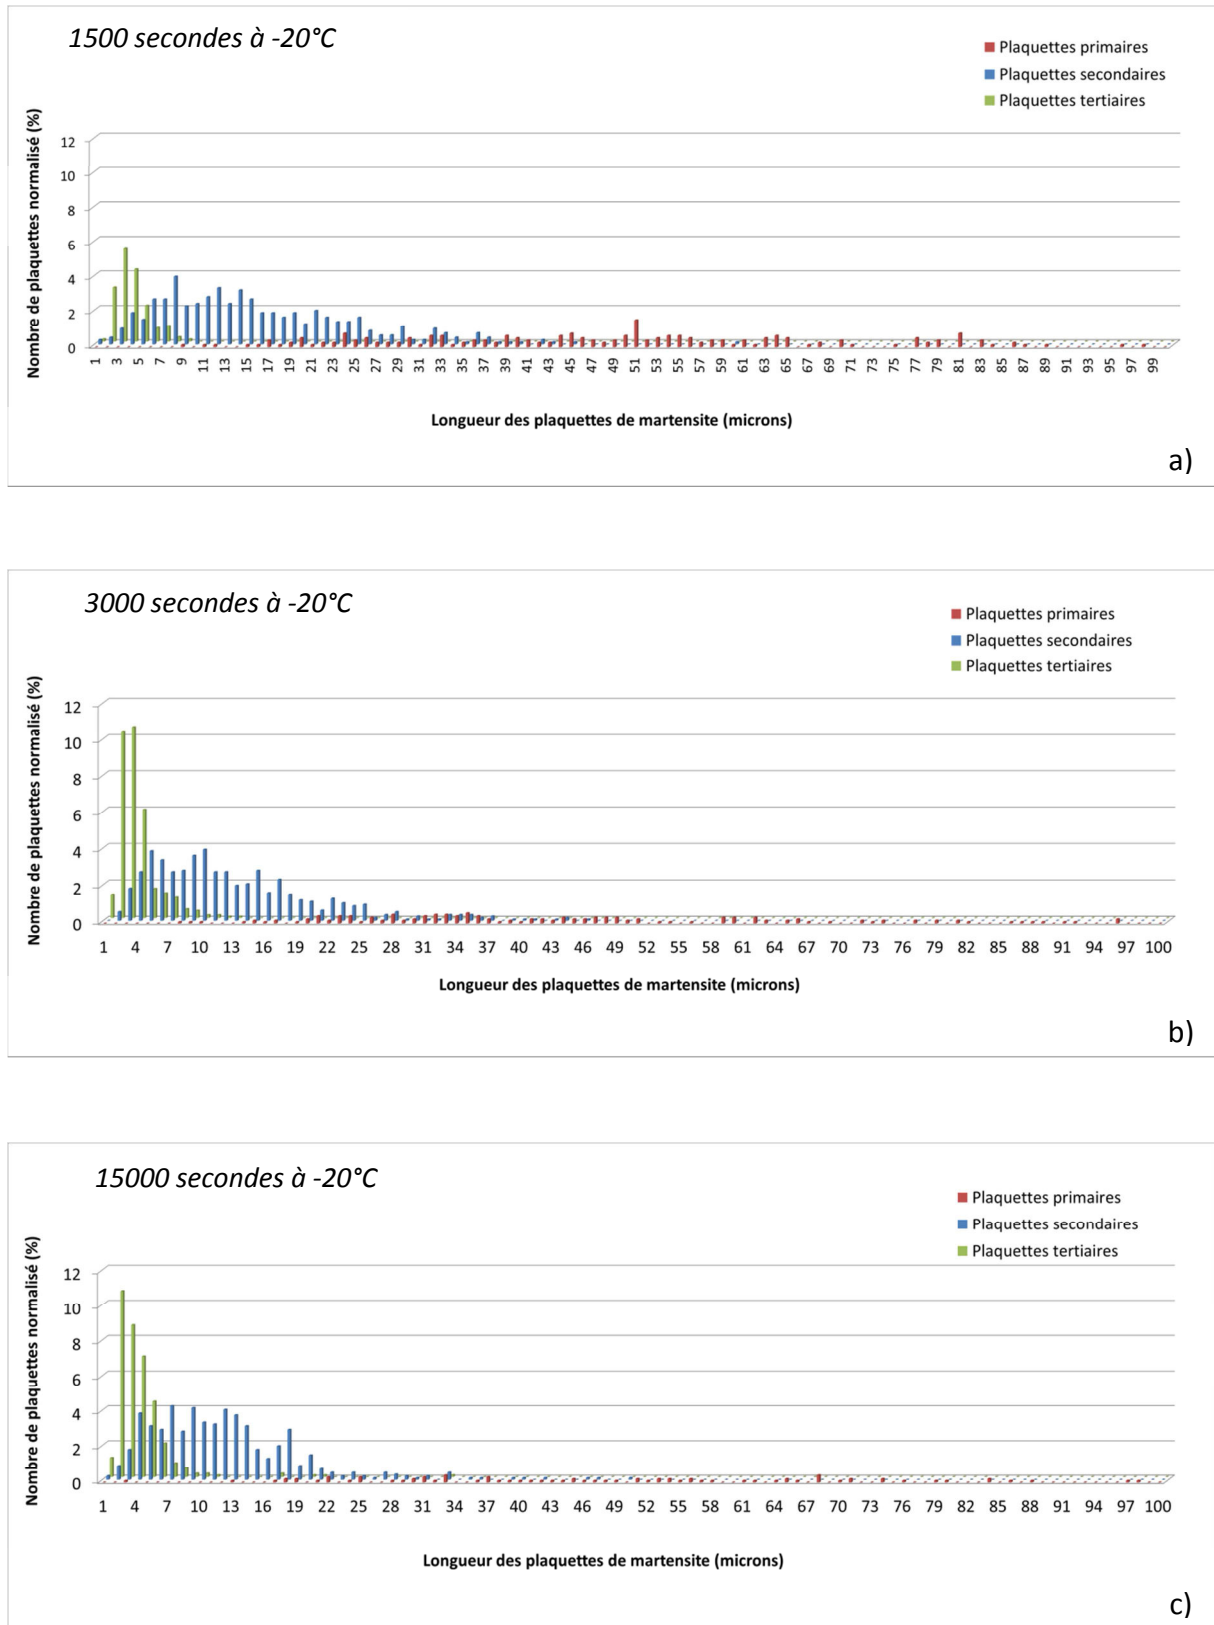 1500 secondes à -20°C
Plaquettes primaires
Plaquettes secondaires
Plaquettes tertiaires
Nombre de plaquettes normalisé (%)
12
10
8
6
4
2
0
1 3 5 7 9 11 13 15 17 19 21 23 25 27 29 31 33 35 37 39 41 43 45 47 49 51 53 55 57 59 61 63 65 67 69 71 73 75 77 79 81 83 85 87 89 91 93 95 97 99
Longueur des plaquettes de martensite (microns)
a)
3000 secondes à -20°C
Plaquettes primaires
Plaquettes secondaires
Plaquettes tertiaires
Nombre de plaquettes normalisé (%)
12
10
8
6
4
2
0
1 4 7 10 13 16 19 22 25 28 31 34 37 40 43 46 49 52 55 58 61 64 67 70 73 76 79 82 85 88 91 94 97 100
Longueur des plaquettes de martensite (microns)
b)
15000 secondes à -20°C
Plaquettes primaires
Plaquettes secondaires
Plaquettes tertiaires
Nombre de plaquettes normalisé (%)
12
10
8
6
4
2
0
1 4 7 10 13 16 19 22 25 28 31 34 37 40 43 46 49 52 55 58 61 64 67 70 73 76 79 82 85 88 91 94 97 100
Longueur des plaquettes de martensite (microns)
c)